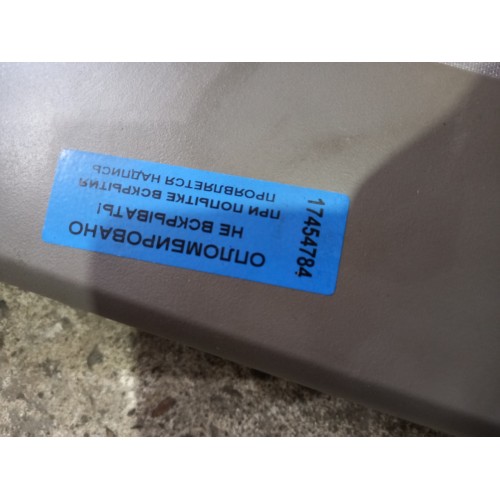 ОПЛОМБИРОВАНО
НЕ ВСКРЫВАТЬ!
ПРИ ПОПЫТКЕ ВСКРЫТИЯ
ПРОЯВЛЯЕТСЯ НАДПИСЬ
17454784